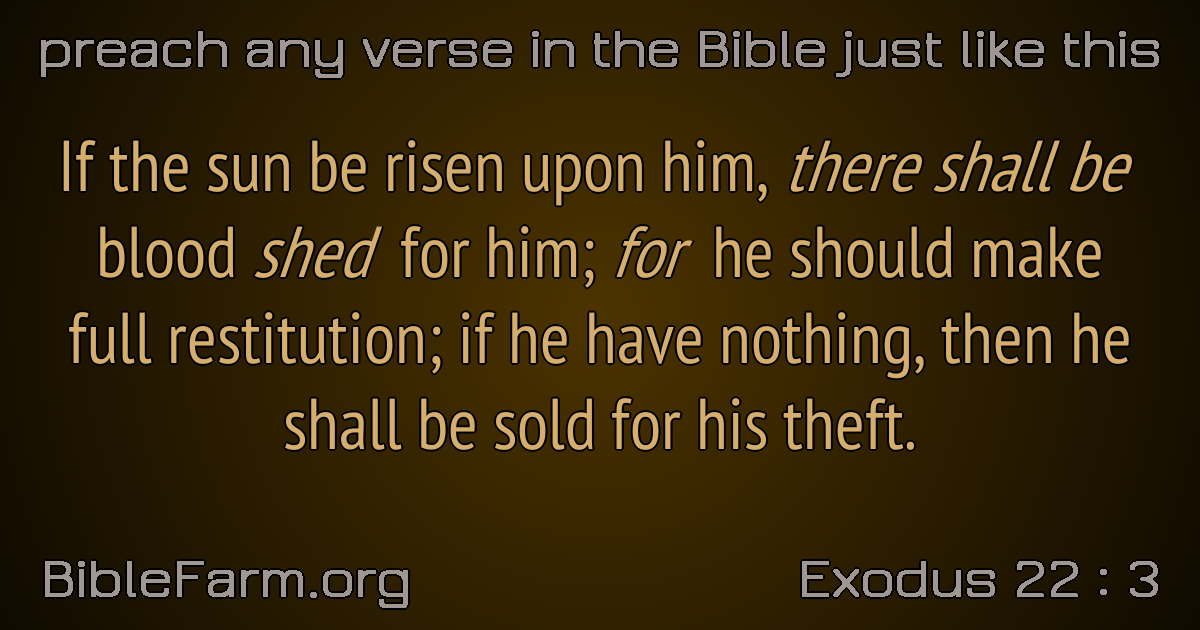 preach any verse in the Bible just like this
If the sun be risen upon him, there shall be
blood shed for him; for he should make
full restitution; if he have nothing, then he
shall be sold for his theft.
BibleFarm.org
Exodus 22 : 3